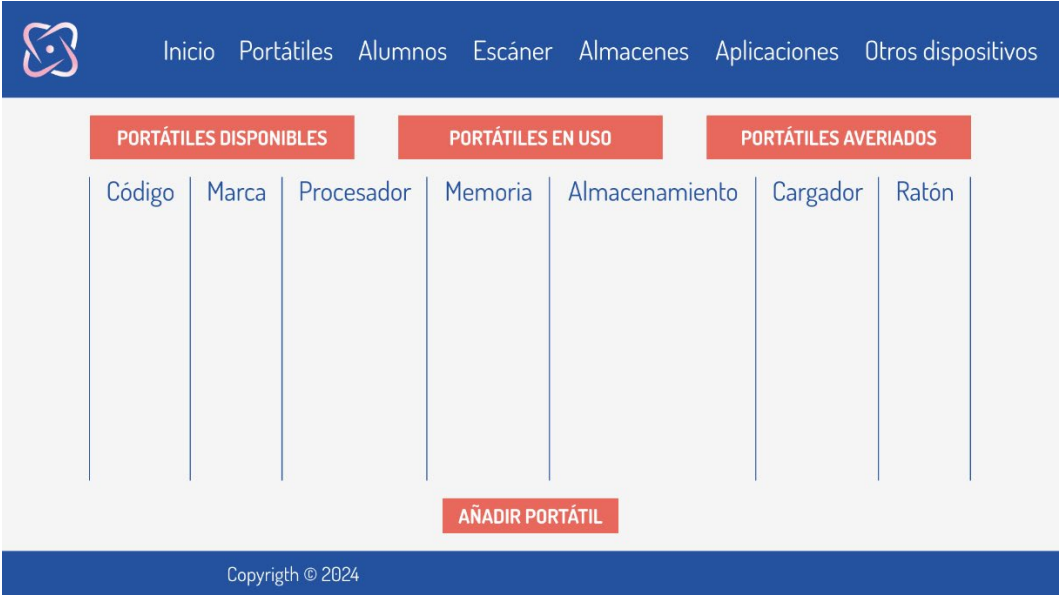 Inicio Portátiles Alumnos Escáner Almacenes Aplicaciones Otros dispositivos
PORTÁTILES DISPONIBLES PORTÁTILES EN USO PORTÁTILES AVERIADOS
Código Marca Procesador Memoria Almacenamiento Cargador Ratón
AÑADIR PORTÁTIL
Copyrigth © 2024